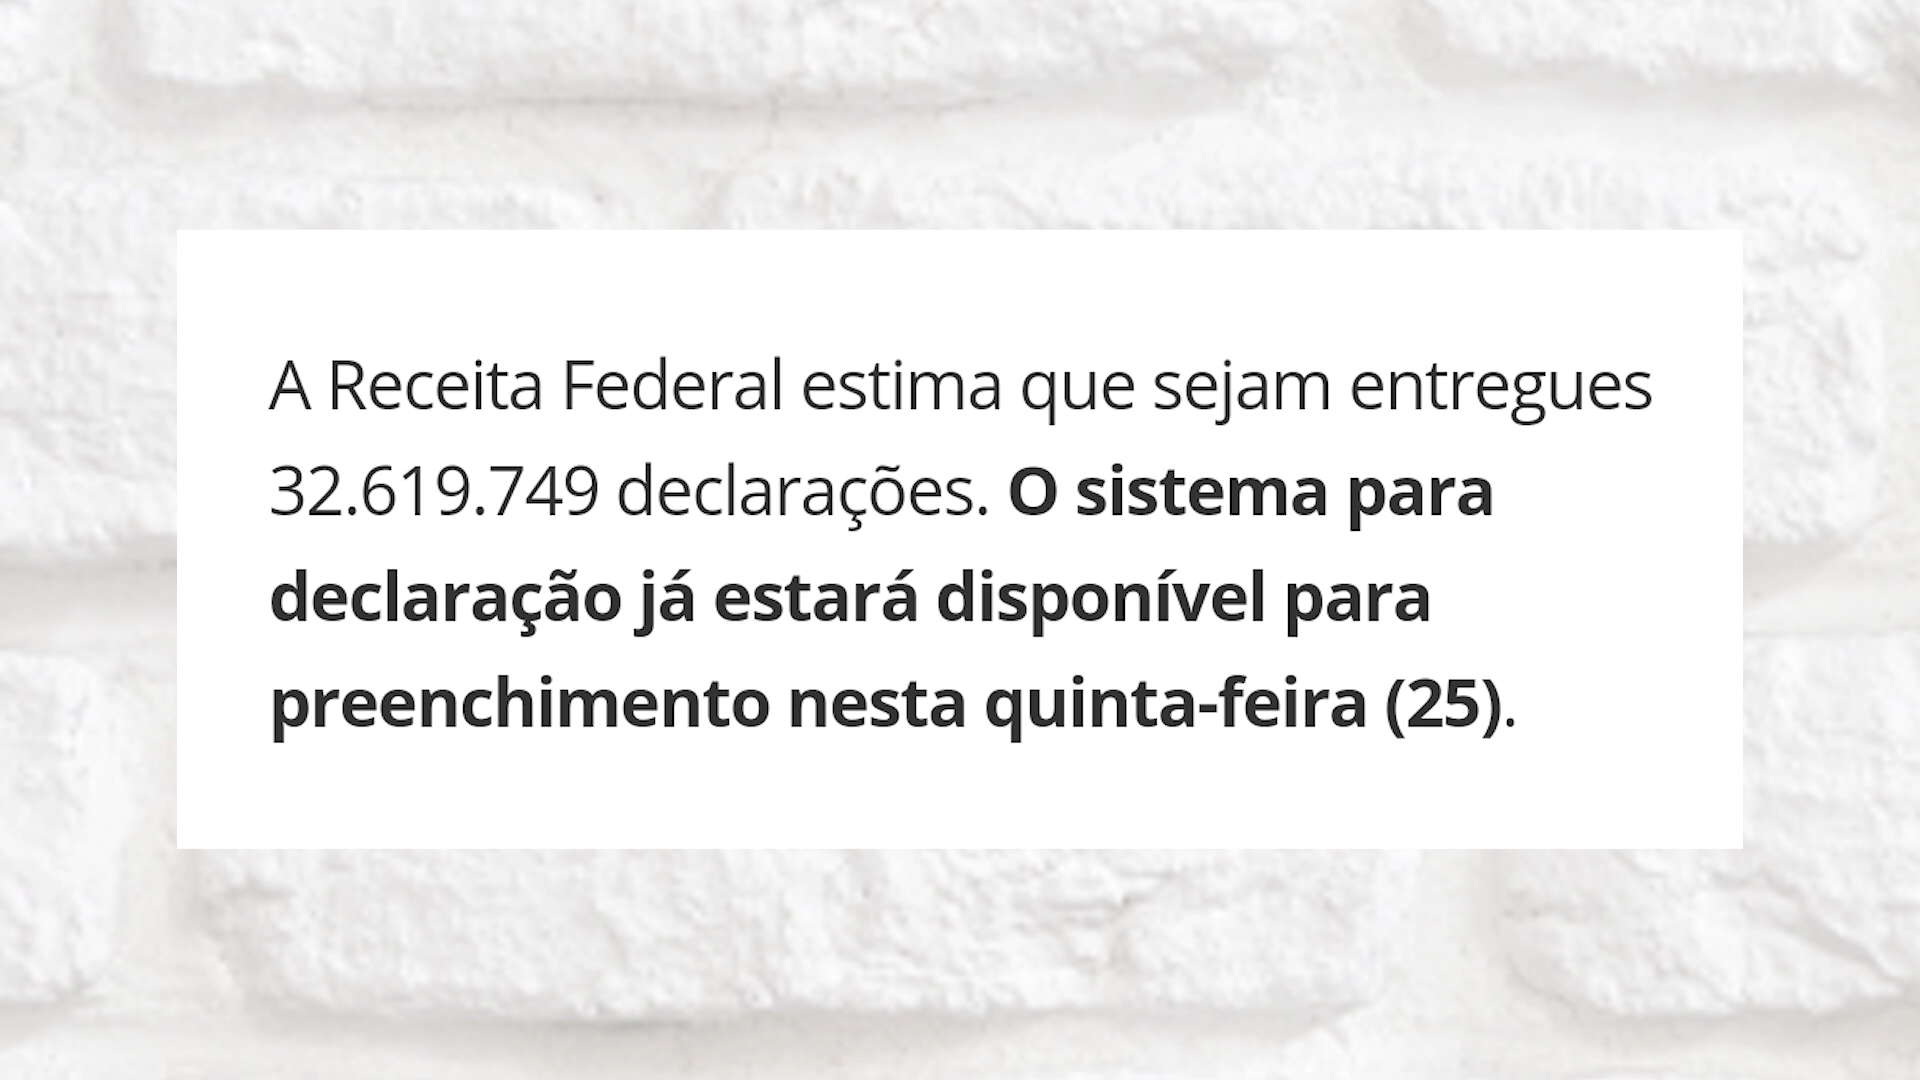 A Receita Federal estima que sejam entregues
32.619.749 declarações. O sistema para
declaração já estará disponível para
preenchimento nesta quinta-feira (25).